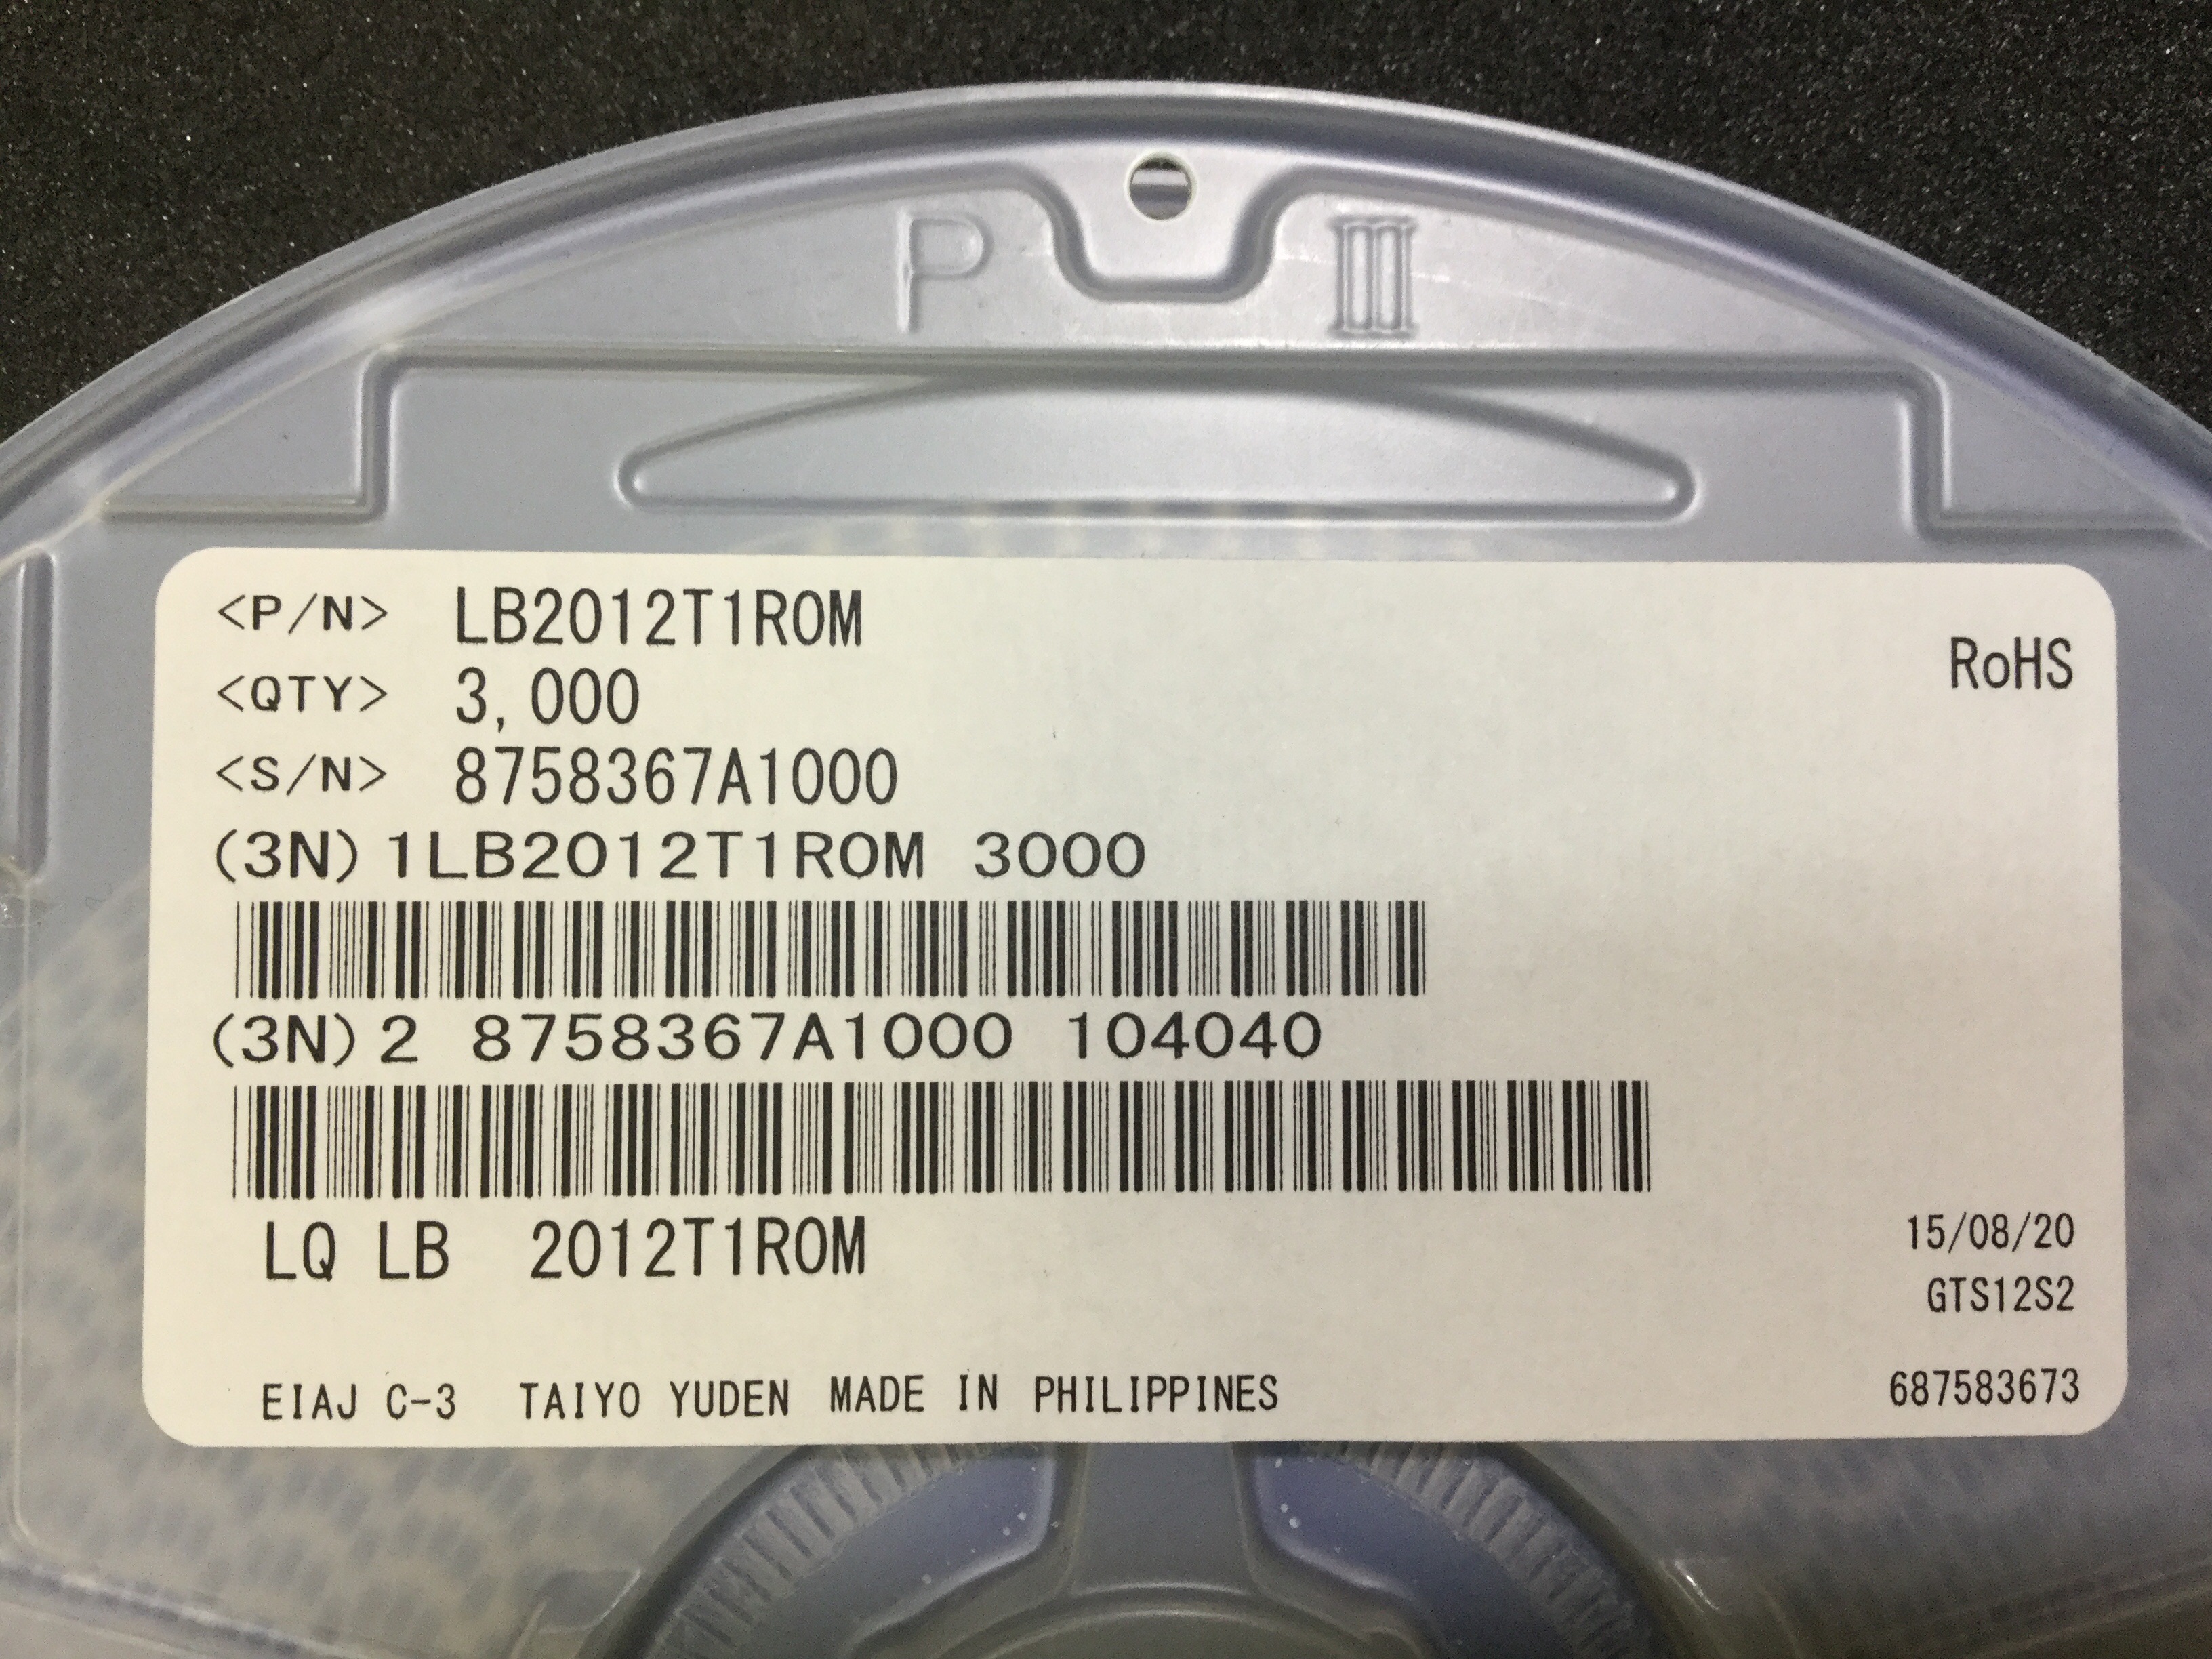 P III
<P/N> LB2012T1R0M
RoHS
<QTY> 3,000
<S/N> 8758367A1000
(3N)1LB2012T1R0M 3000
(3N)2 8758367A1000 104040
LQ LB 2012T1R0M
15/08/20
GTS12S2
EIAJ C-3 TAIYO YUDEN MADE IN PHILIPPINES
687583673